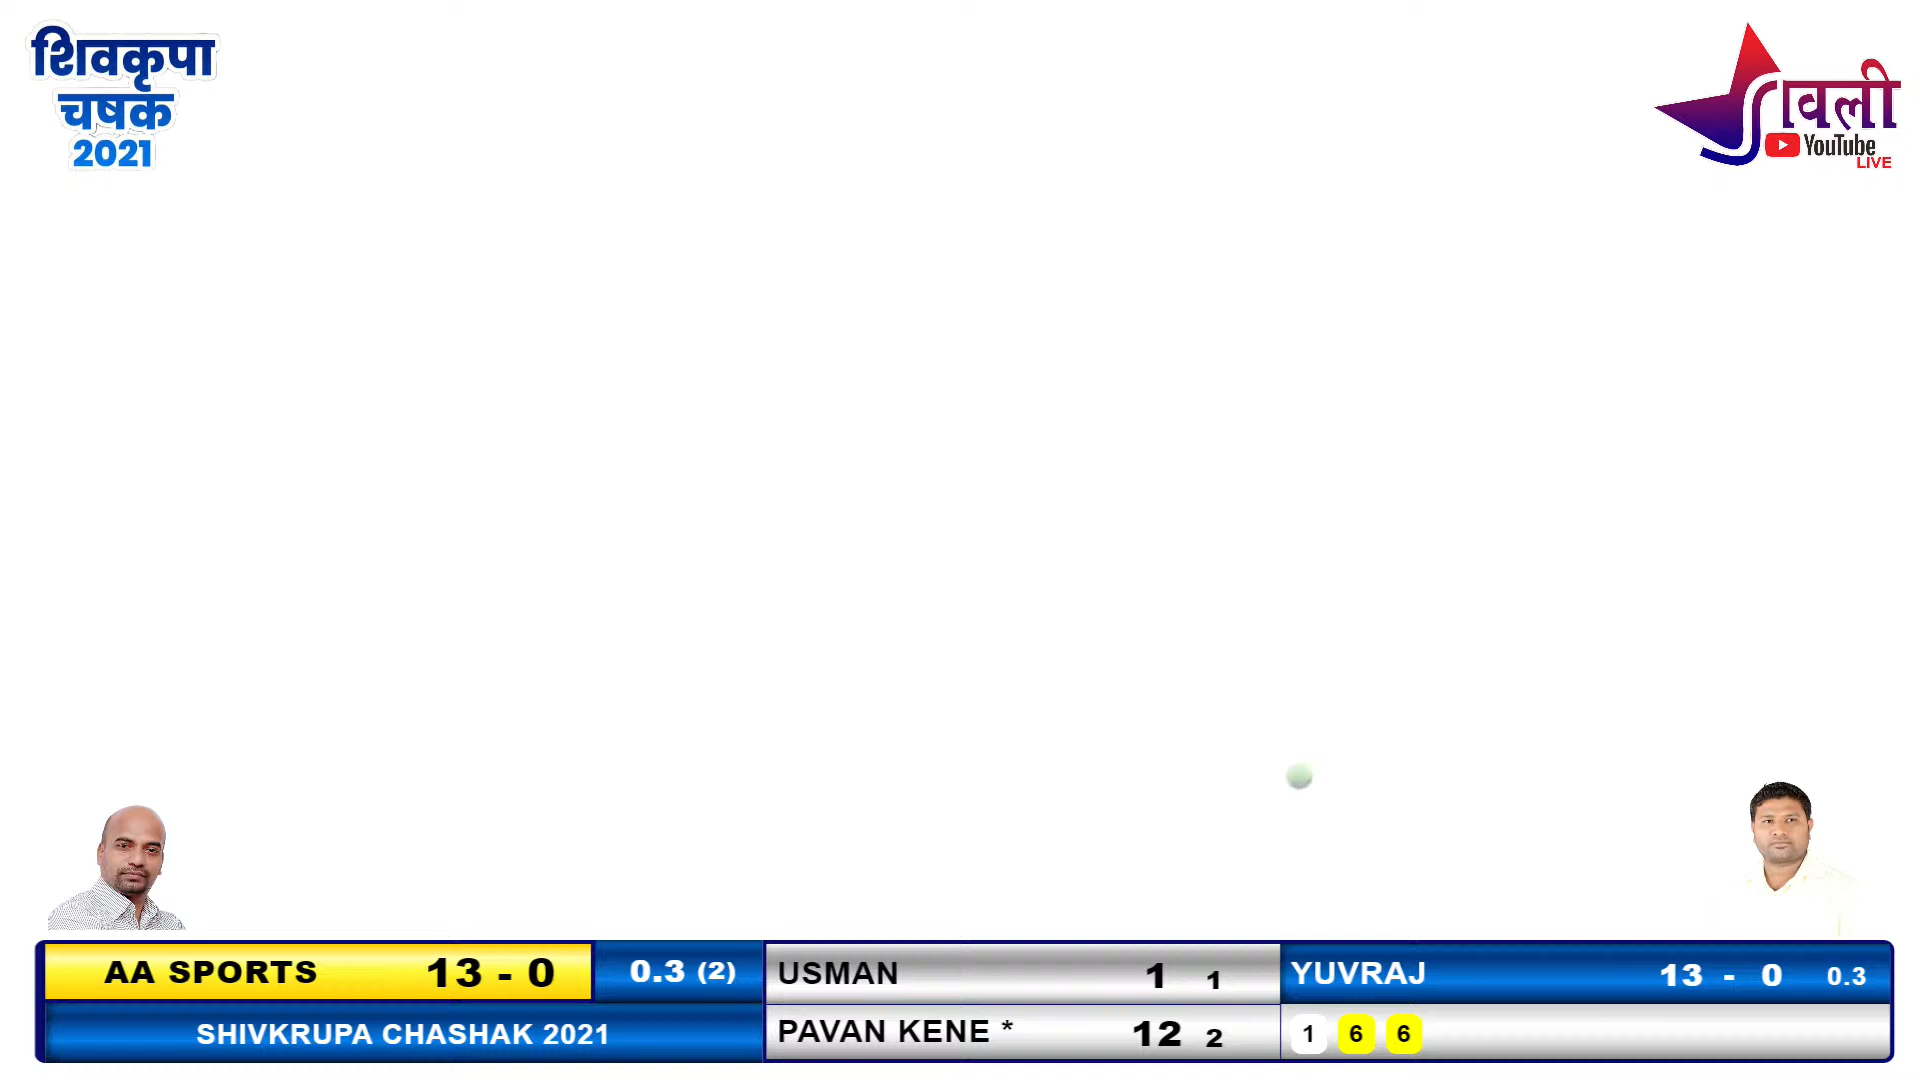 शिवकृपा
चषक
2021
जावली
YouTube
LIVE
AA SPORTS 13 - 0 0.3 (2)
SHIVKRUPA CHASHAK 2021
USMAN 1 1
PAVAN KENE * 12 2
YUVRAJ 13 - 0 0.3
1 6 6